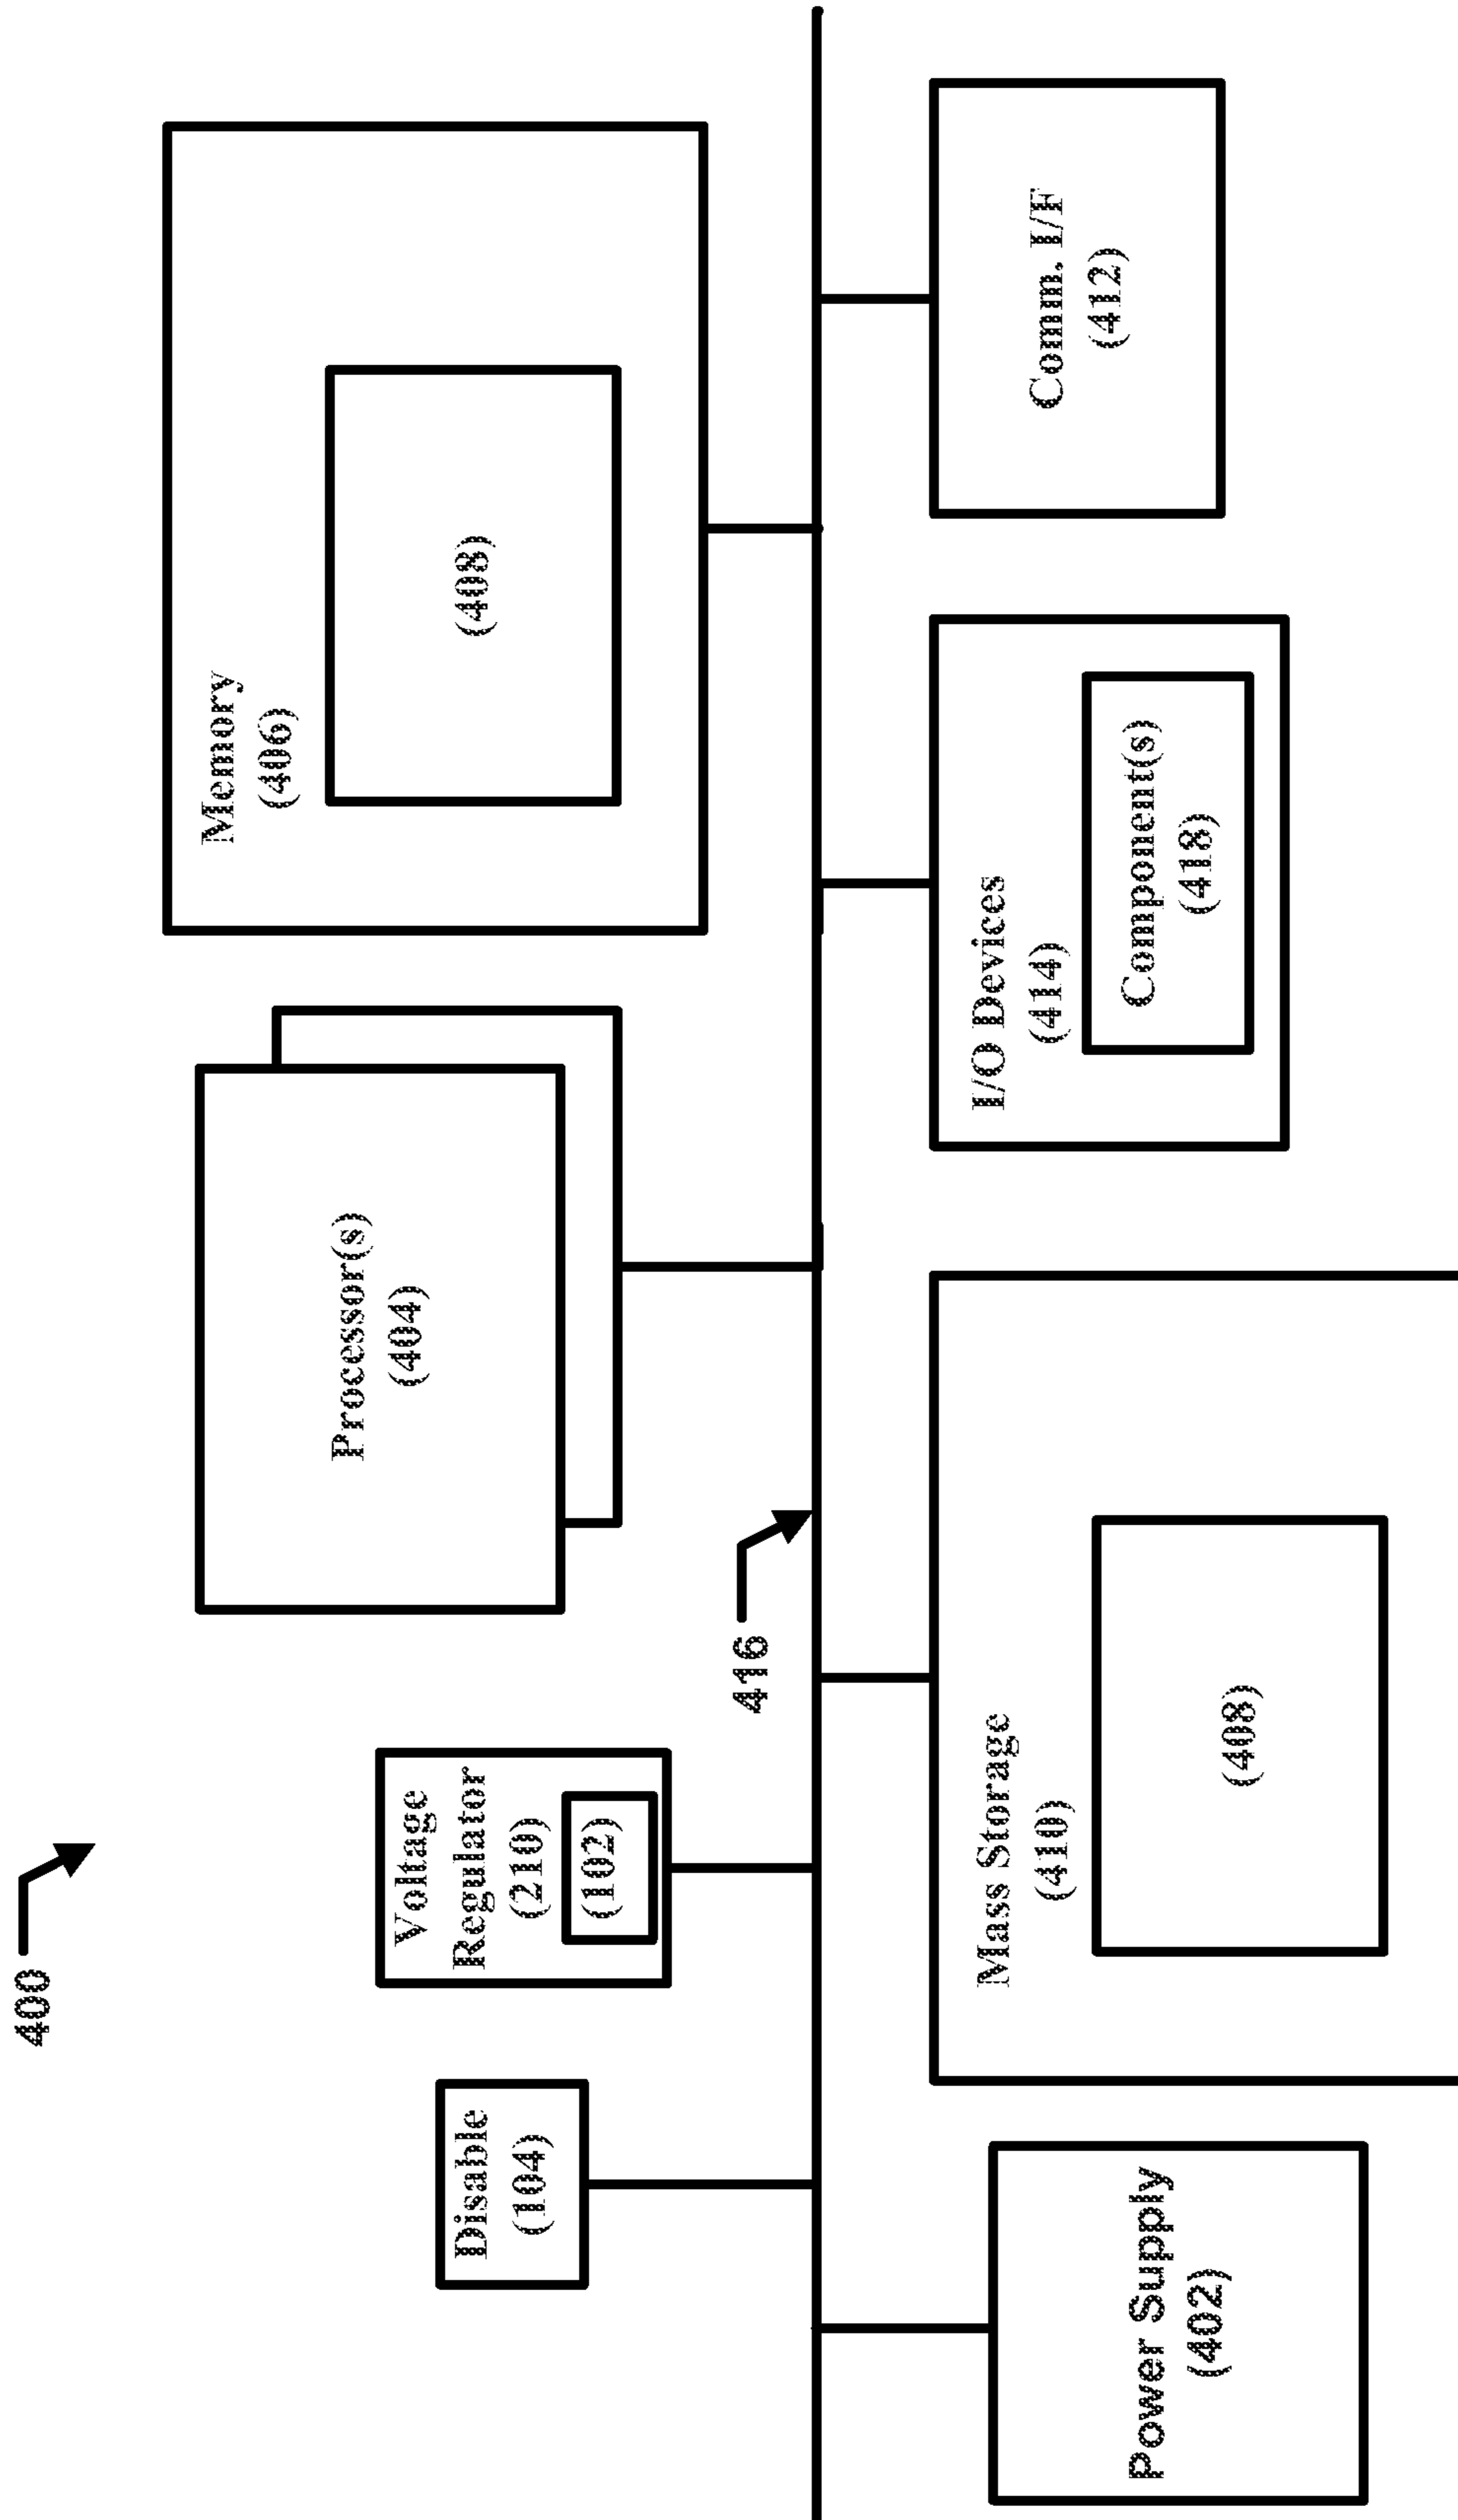 400
Disable
(104)
Voltage
Regulator
(210)
(102)
Processor(s)
(404)
Memory
(406)
(408)
416
Power Supply
(402)
Mass Storage
(410)
(408)
I/O Devices
(414)
Component(s)
(418)
Comm. I/F
(412)